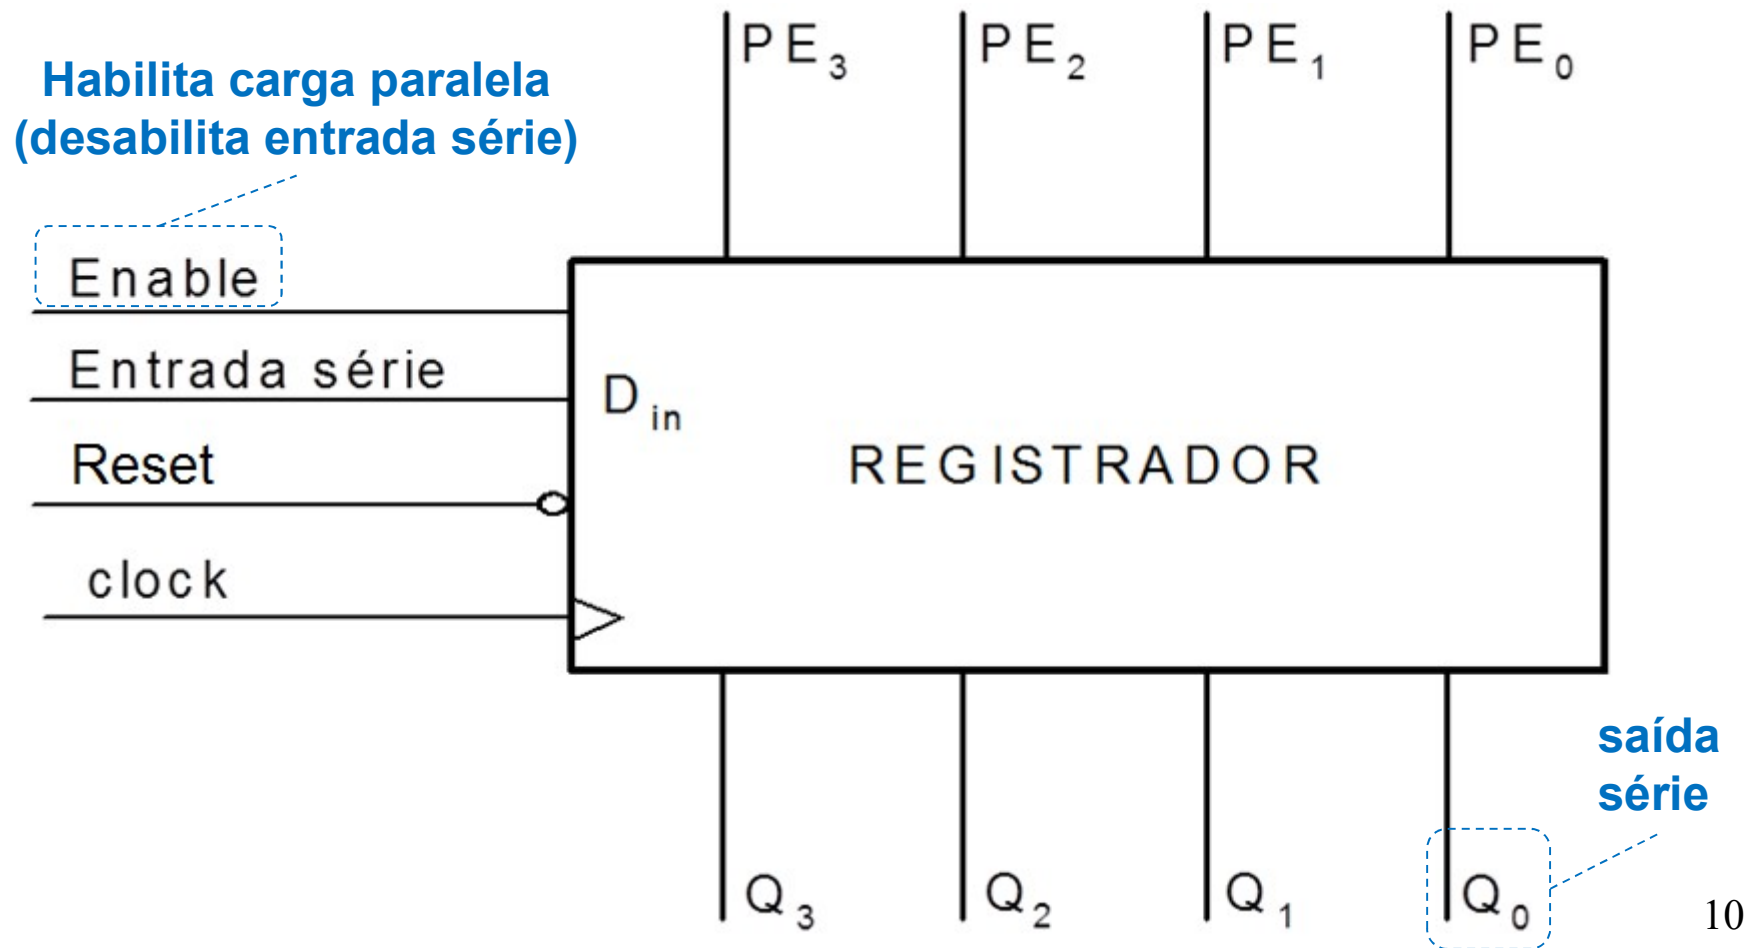 PE3 PE2 PE1 PE0
Habilita carga paralela
(desabilita entrada série)
Enable
Entrada série
Din
Reset
REGISTRADOR
clock
saída
série
Q3 Q2 Q1 Q0
10